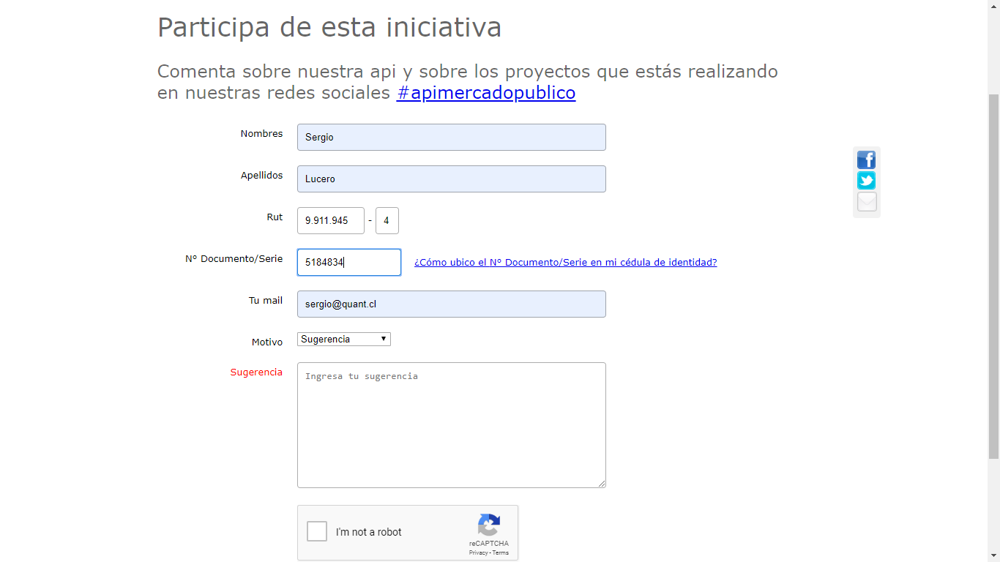 Participa de esta iniciativa
Comenta sobre nuestra api y sobre los proyectos que estás realizando
en nuestras redes sociales #apimercadopublico
Nombres Sergio
Apellidos Lucero
Rut 9.911.945 - 4
Nº Documento/Serie 5184834 ¿Cómo ubico el Nº Documento/Serie en mi cédula de identidad?
Tu mail sergio@quant.cl
Motivo Sugerencia
Sugerencia Ingresa tu sugerencia
I'm not a robot
reCAPTCHA
Privacy - Terms